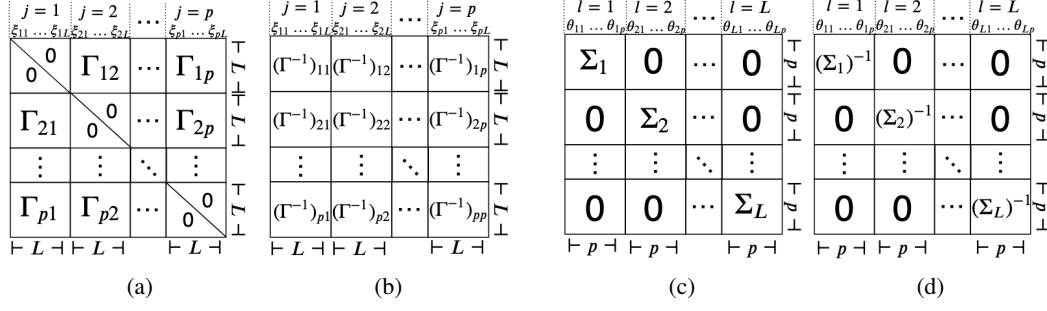 j = 1 j = 2 ⋯ j = p
ξ11 … ξ1L ξ21 … ξ2L ξp1 … ξpL
0 0 Γ12 ⋯ Γ1p ⊢ L ⊣
Γ21 0 0 ⋯ Γ2p ⊢ L ⊣
⋮ ⋮ ⋱ ⋮
Γp1 Γp2 ⋯ 0 0 ⊢ L ⊣
⊢ L ⊣ ⊢ L ⊣ ⊢ L ⊣
(a)
j = 1 j = 2 ⋯ j = p
ξ11 … ξ1L ξ21 … ξ2L ξp1 … ξpL
(Γ⁻¹)11 (Γ⁻¹)12 ⋯ (Γ⁻¹)1p ⊢ L ⊣
(Γ⁻¹)21 (Γ⁻¹)22 ⋯ (Γ⁻¹)2p ⊢ L ⊣
⋮ ⋮ ⋱ ⋮
(Γ⁻¹)p1 (Γ⁻¹)p2 ⋯ (Γ⁻¹)pp ⊢ L ⊣
⊢ L ⊣ ⊢ L ⊣ ⊢ L ⊣
(b)
l = 1 l = 2 ⋯ l = L
θ11 … θ1p θ21 … θ2p θL1 … θLp
Σ1 0 ⋯ 0 ⊢ p ⊣
0 Σ2 ⋯ 0 ⊢ p ⊣
⋮ ⋮ ⋱ ⋮
0 0 ⋯ ΣL ⊢ p ⊣
⊢ p ⊣ ⊢ p ⊣ ⊢ p ⊣
(c)
l = 1 l = 2 ⋯ l = L
θ11 … θ1p θ21 … θ2p θL1 … θLp
(Σ1)⁻¹ 0 ⋯ 0 ⊢ p ⊣
0 (Σ2)⁻¹ ⋯ 0 ⊢ p ⊣
⋮ ⋮ ⋱ ⋮
0 0 ⋯ (ΣL)⁻¹ ⊢ p ⊣
⊢ p ⊣ ⊢ p ⊣ ⊢ p ⊣
(d)